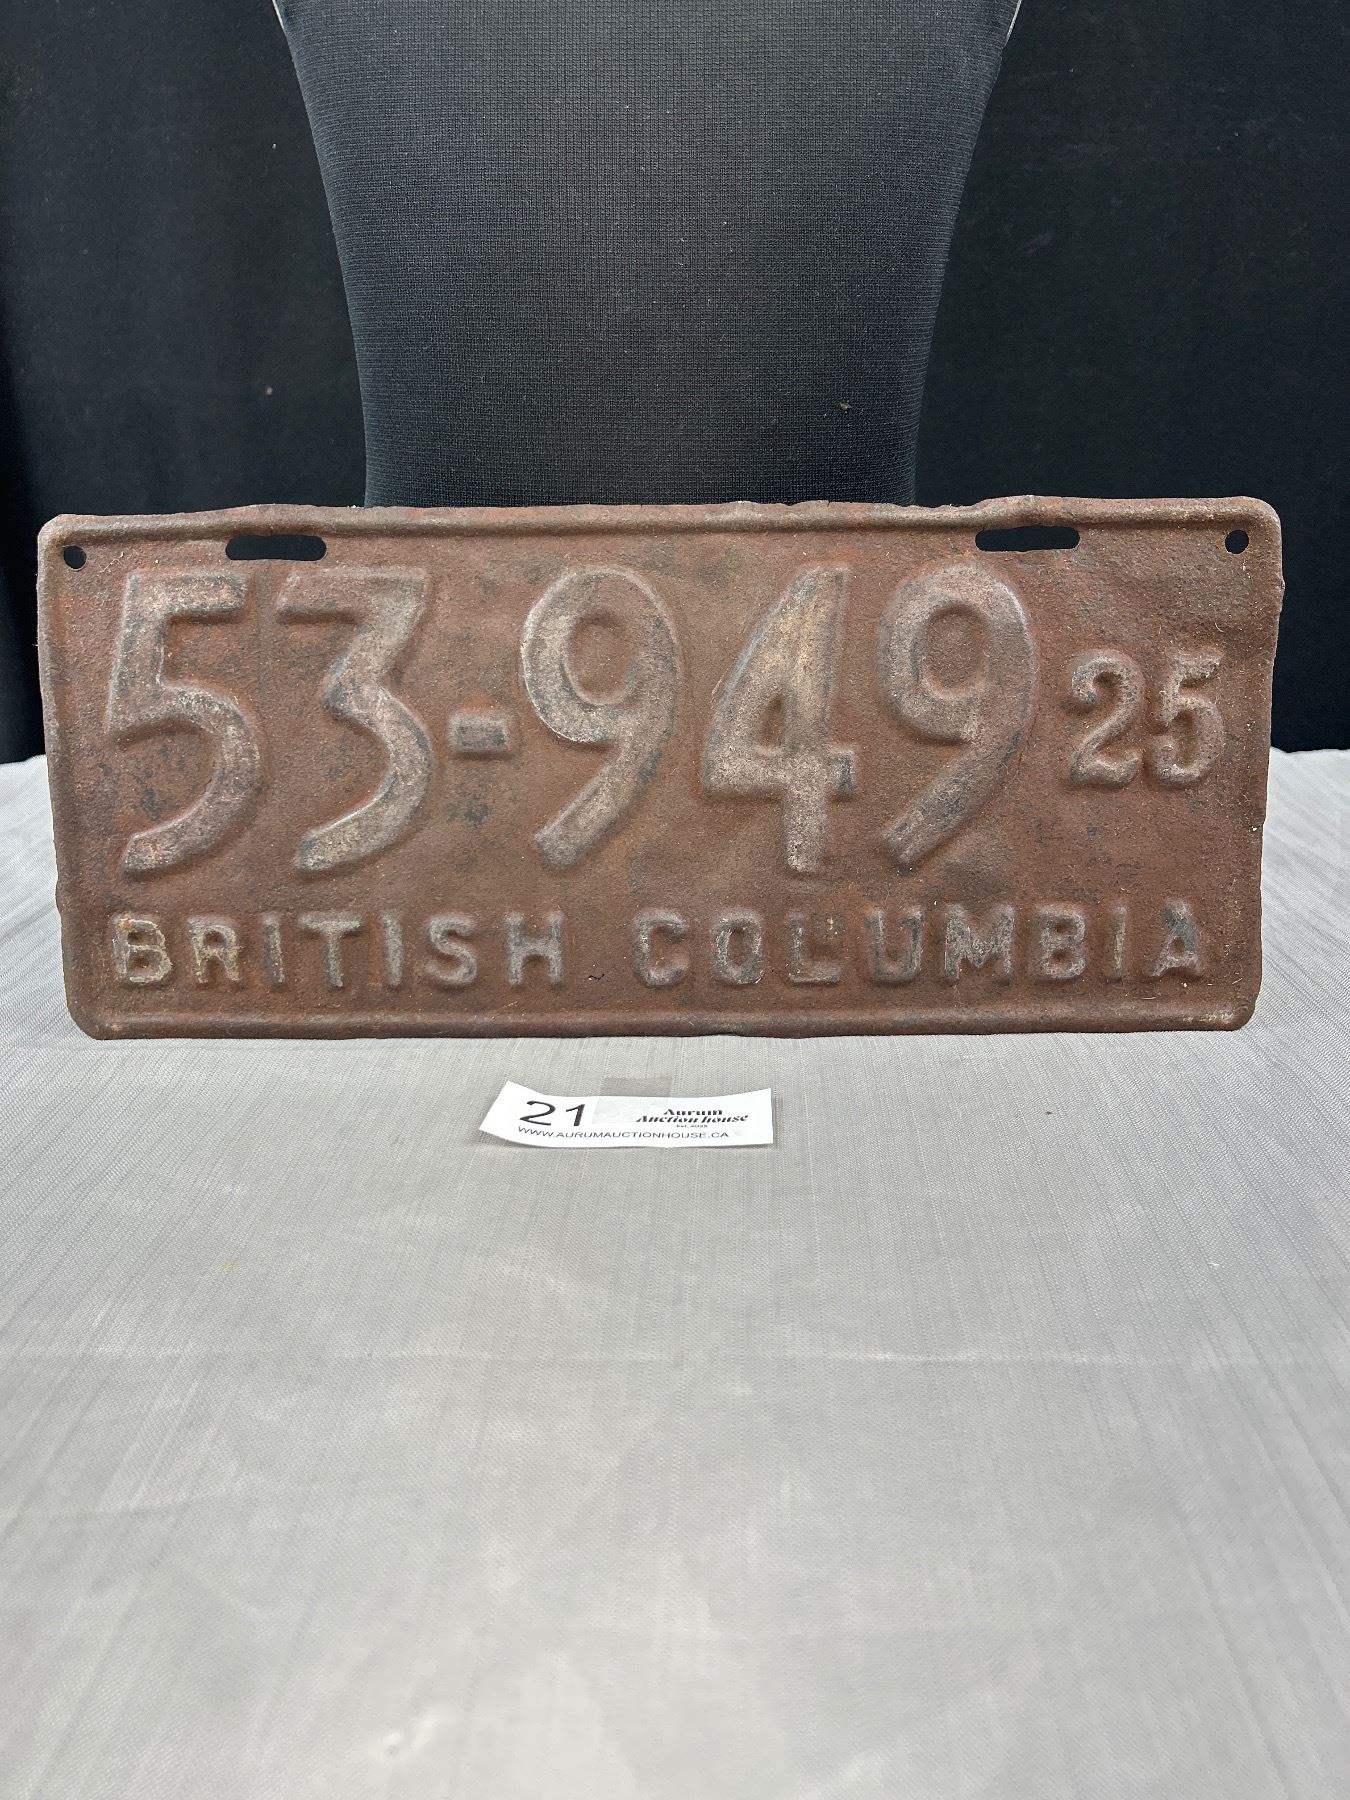 53-949 25
BRITISH COLUMBIA
21 Aurum
Auction house
WWW.AURUMAUCTIONHOUSE.CA